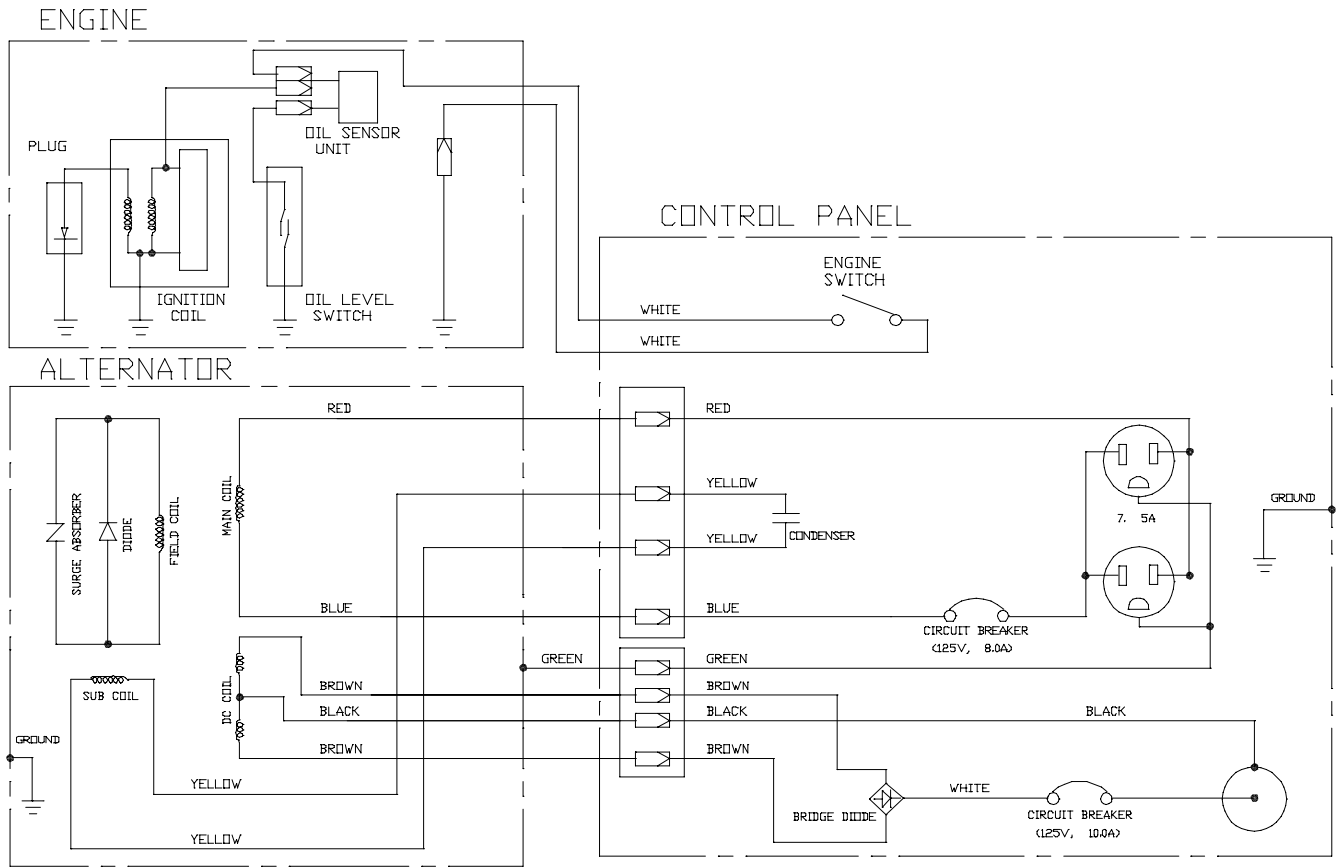 ENGINE
PLUG
OIL SENSOR
UNIT
IGNITION
COIL
OIL LEVEL
SWITCH
CONTROL PANEL
ENGINE
SWITCH
WHITE
WHITE
ALTERNATOR
RED
RED
SURGE ABSORBER
DIODE
FIELD COIL
MAIN COIL
YELLOW
YELLOW
CONDENSER
7. 5A
GROUND
BLUE
BLUE
CIRCUIT BREAKER
(125V, 8.0A)
GREEN
GREEN
SUB COIL
DC COIL
BROWN
BROWN
BLACK
BLACK
BLACK
GROUND
BROWN
BROWN
YELLOW
BRIDGE DIODE
WHITE
CIRCUIT BREAKER
(125V, 10.0A)
YELLOW